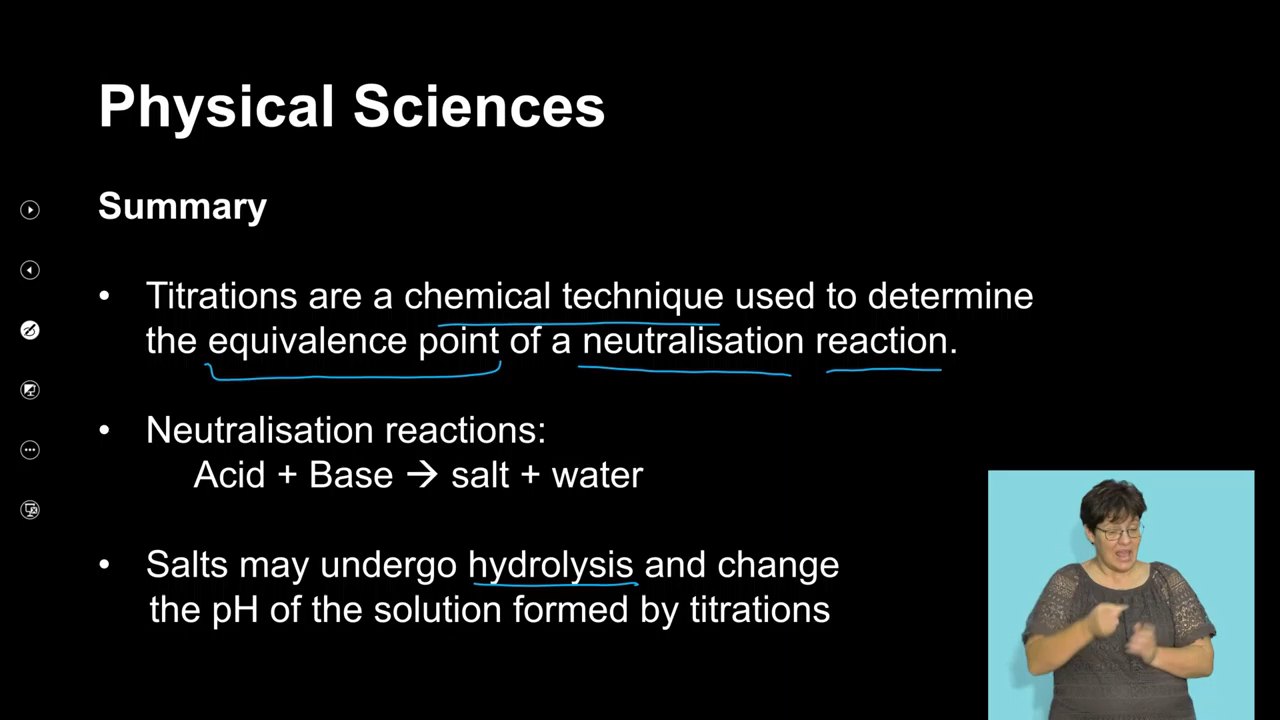 Physical Sciences
Summary
• Titrations are a chemical technique used to determine
the equivalence point of a neutralisation reaction.
• Neutralisation reactions:
Acid + Base → salt + water
• Salts may undergo hydrolysis and change
the pH of the solution formed by titrations